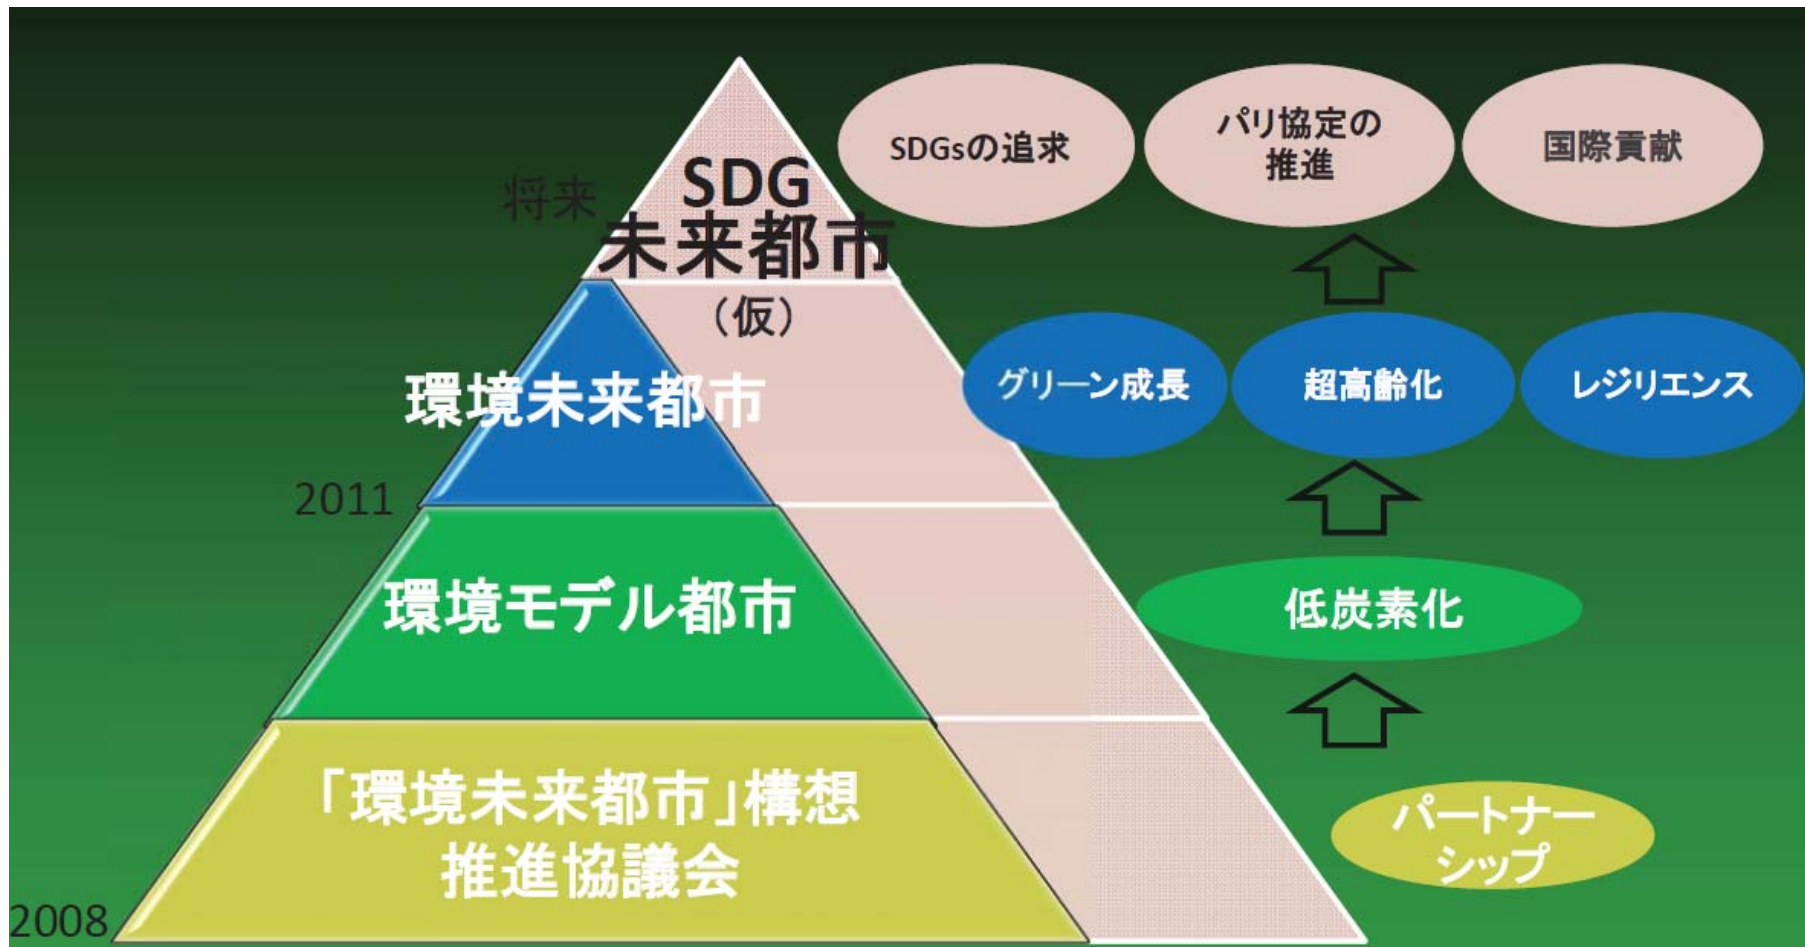 SDG
未来都市
（仮）
将来
環境未来都市
2011
環境モデル都市
「環境未来都市」構想
推進協議会
2008
SDGsの追求
パリ協定の
推進
国際貢献
グリーン成長
超高齢化
レジリエンス
低炭素化
パートナー
シップ